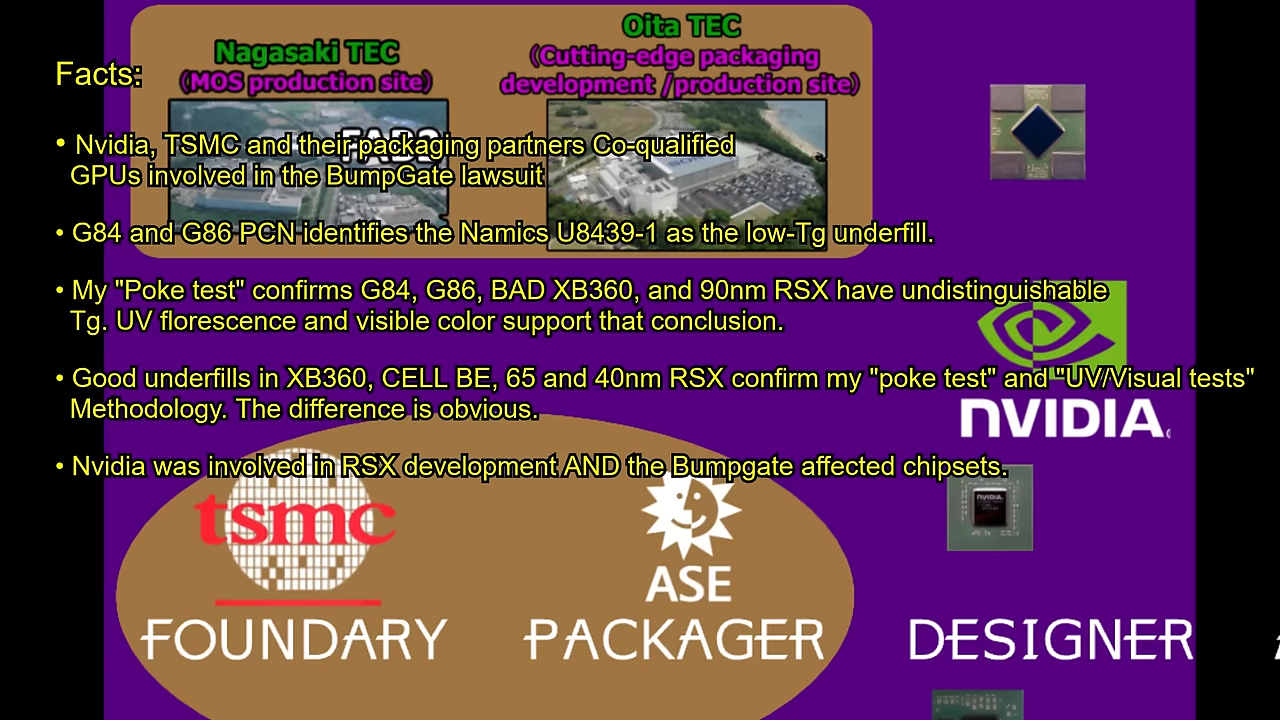 Nagasaki TEC
(MOS production site)
Oita TEC
(Cutting-edge packaging
development /production site)
Facts:
FAB2
• Nvidia, TSMC and their packaging partners Co-qualified
GPUs involved in the BumpGate lawsuit
• G84 and G86 PCN identifies the Namics U8439-1 as the low-Tg underfill.
• My "Poke test" confirms G84, G86, BAD XB360, and 90nm RSX have undistinguishable
Tg. UV florescence and visible color support that conclusion.
• Good underfills in XB360, CELL BE, 65 and 40nm RSX confirm my "poke test" and "UV/Visual tests"
Methodology. The difference is obvious.
NVIDIA
• Nvidia was involved in RSX development AND the Bumpgate affected chipsets.
tsmc
ASE
NVIDIA
FOUNDARY
PACKAGER
DESIGNER